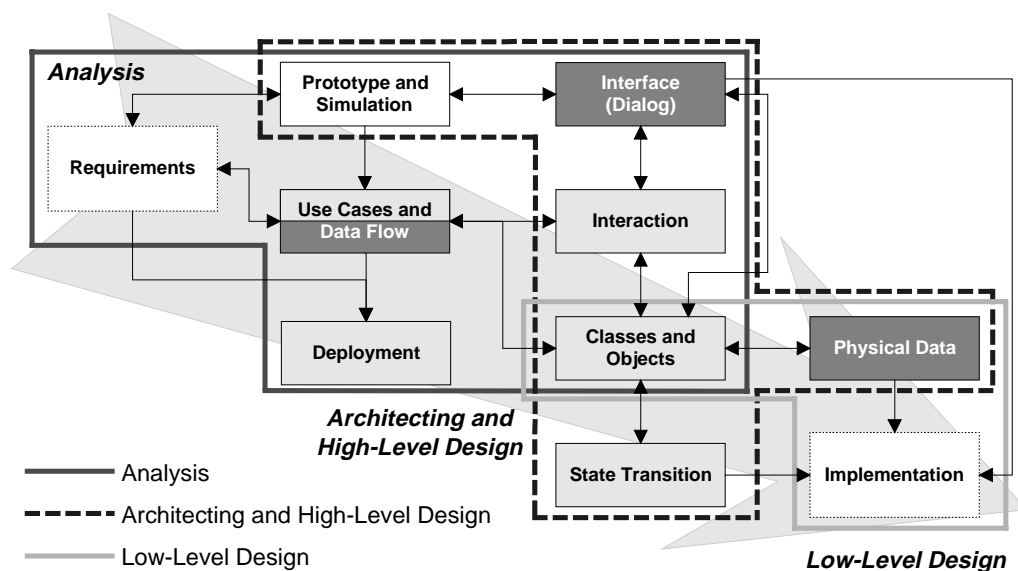 Analysis
Prototype and
Simulation
Interface
(Dialog)
Requirements
Use Cases and
Data Flow
Interaction
Deployment
Classes and
Objects
Physical Data
Architecting and
High-Level Design
State Transition
Implementation
Analysis
Architecting and High-Level Design
Low-Level Design
Low-Level Design